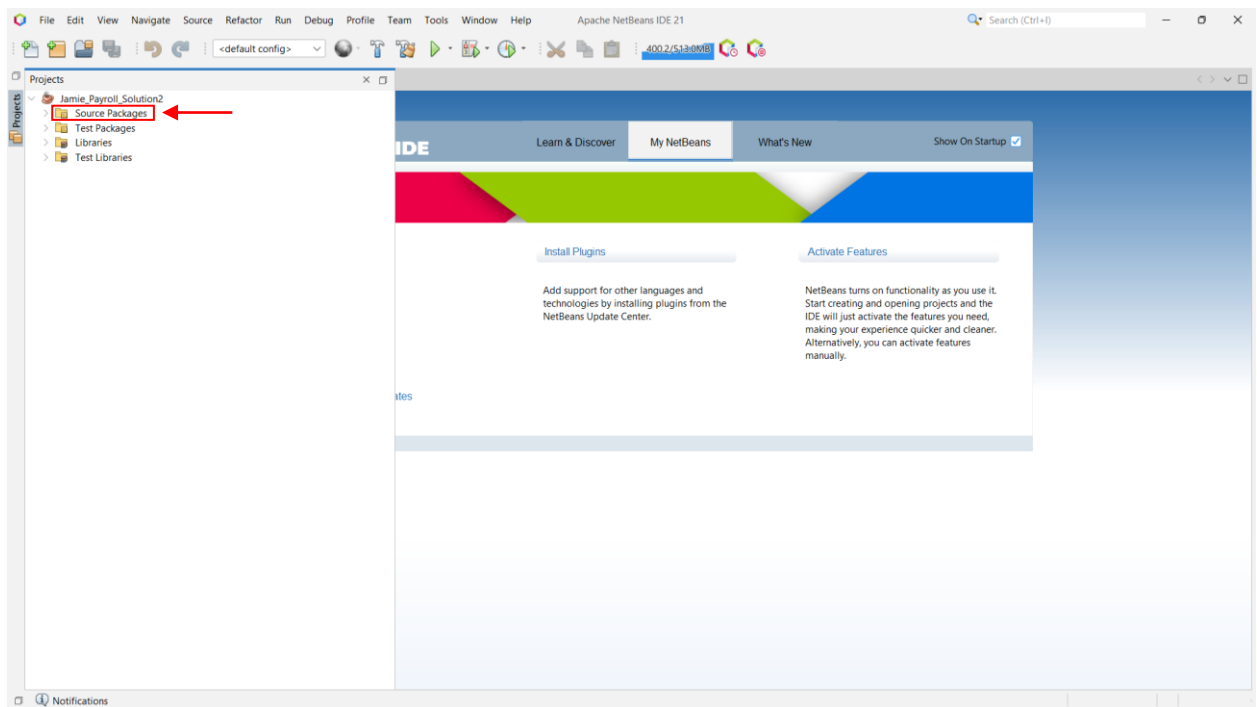 File Edit View Navigate Source Refactor Run Debug Profile Team Tools Window Help Apache NetBeans IDE 21 Search (Ctrl+I)
<default config> 400.2/513.0MB
Projects
Projects
Jamie_Payroll_Solution2
Source Packages
Test Packages
Libraries
Test Libraries
IDE
Learn & Discover My NetBeans What's New Show On Startup
Install Plugins
Add support for other languages and
technologies by installing plugins from the
NetBeans Update Center.
Activate Features
NetBeans turns on functionality as you use it.
Start creating and opening projects and the
IDE will just activate the features you need,
making your experience quicker and cleaner.
Alternatively, you can activate features
manually.
ates
Notifications